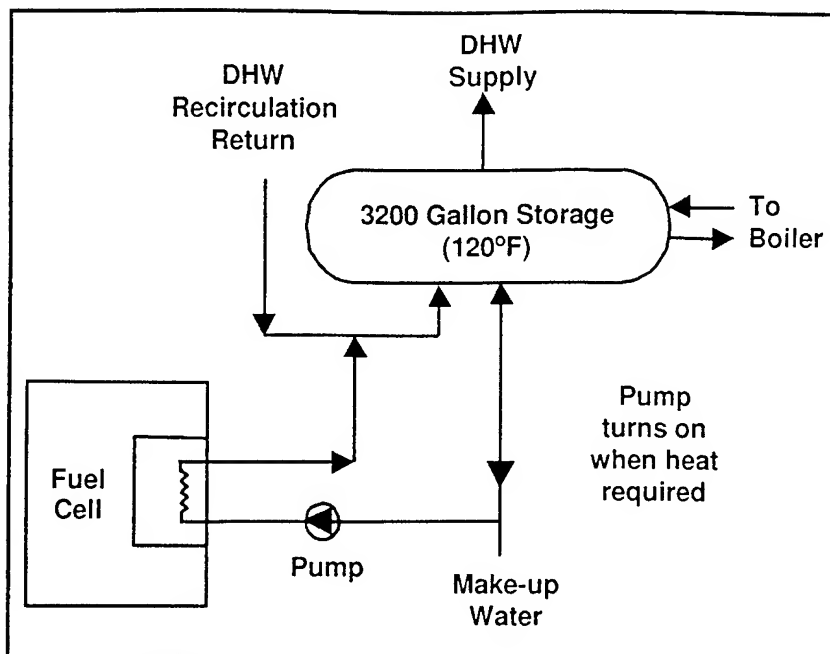 DHW
Supply
DHW
Recirculation
Return
3200 Gallon Storage
(120°F)
To
Boiler
Pump
turns on
when heat
required
Fuel
Cell
Pump
Make-up
Water